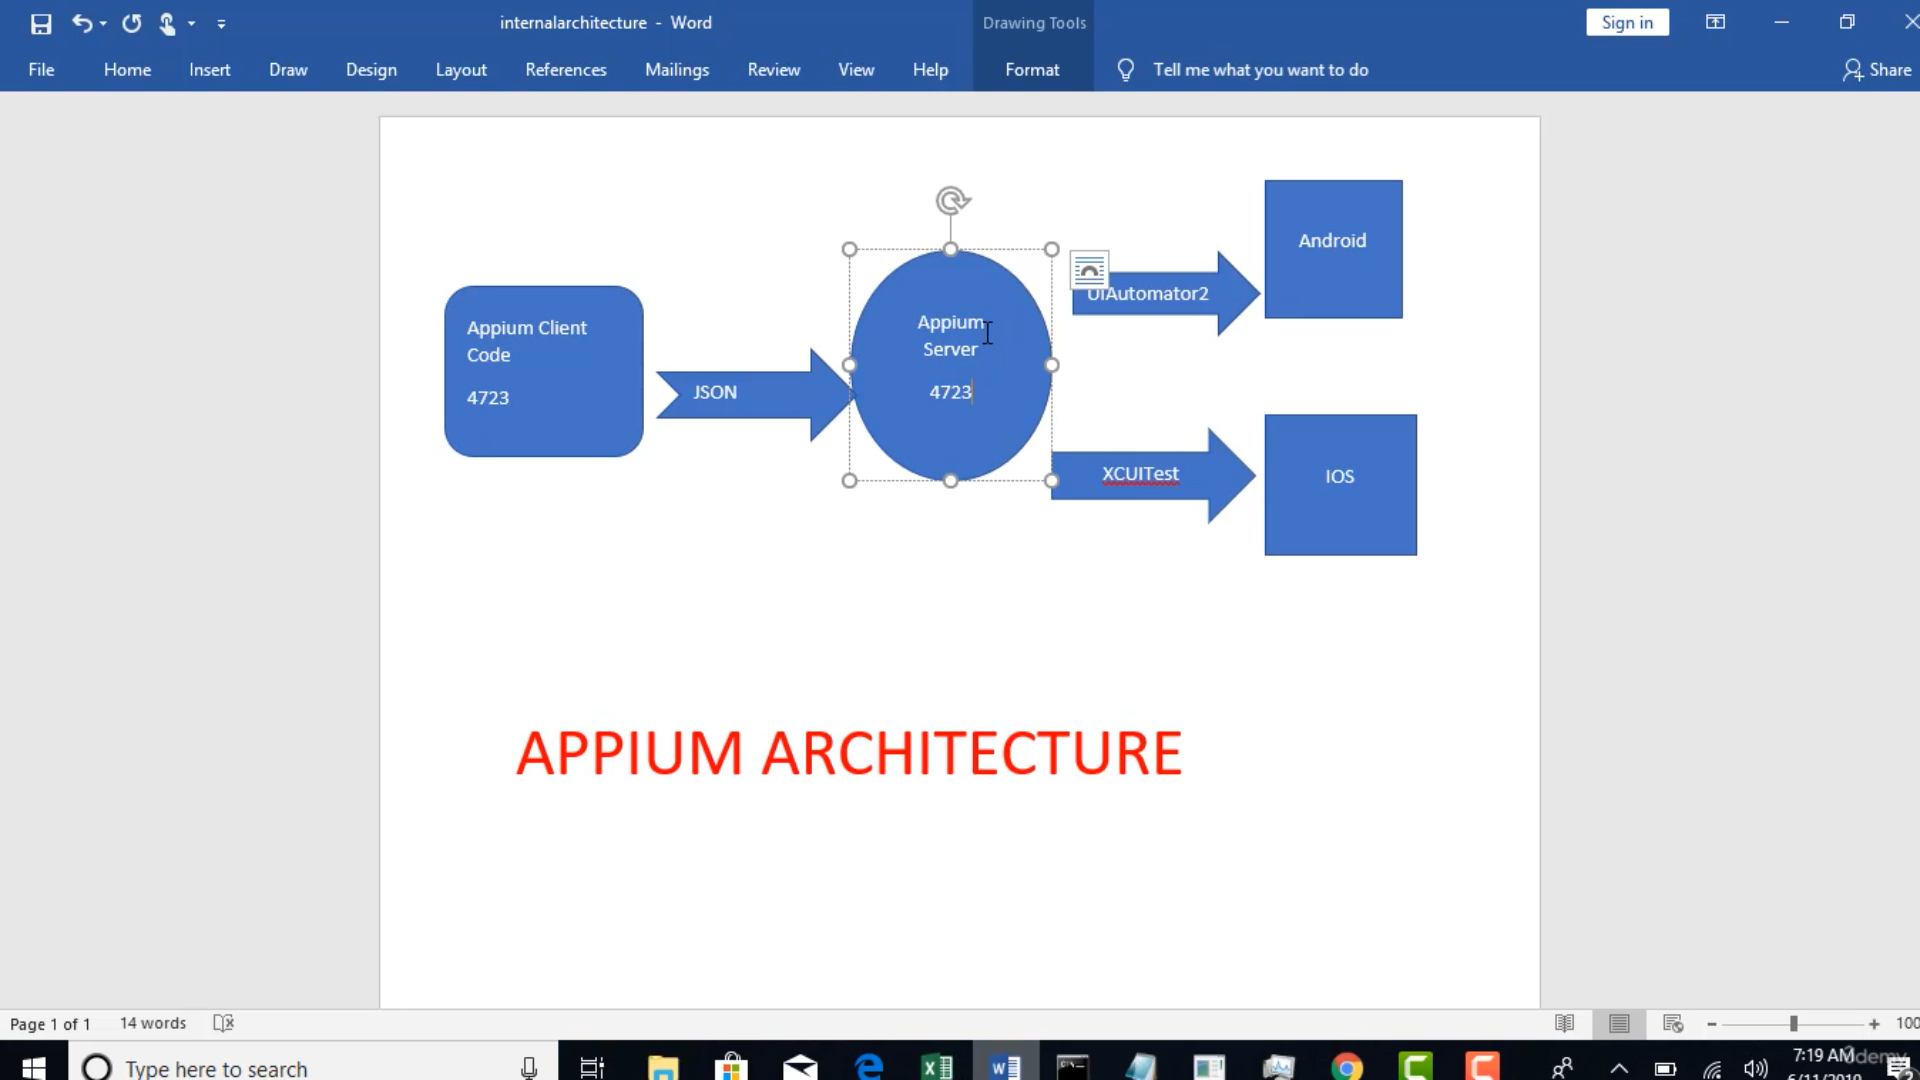 internalarchitecture - Word
Drawing Tools
Sign in
File Home Insert Draw Design Layout References Mailings Review View Help Format Tell me what you want to do Share
Android
UIAutomator2
Appium Client
Code
4723
JSON
Appium
Server
4723
XCUITest
IOS
APPIUM ARCHITECTURE
Page 1 of 1 14 words
100
Type here to search
7:19 AM